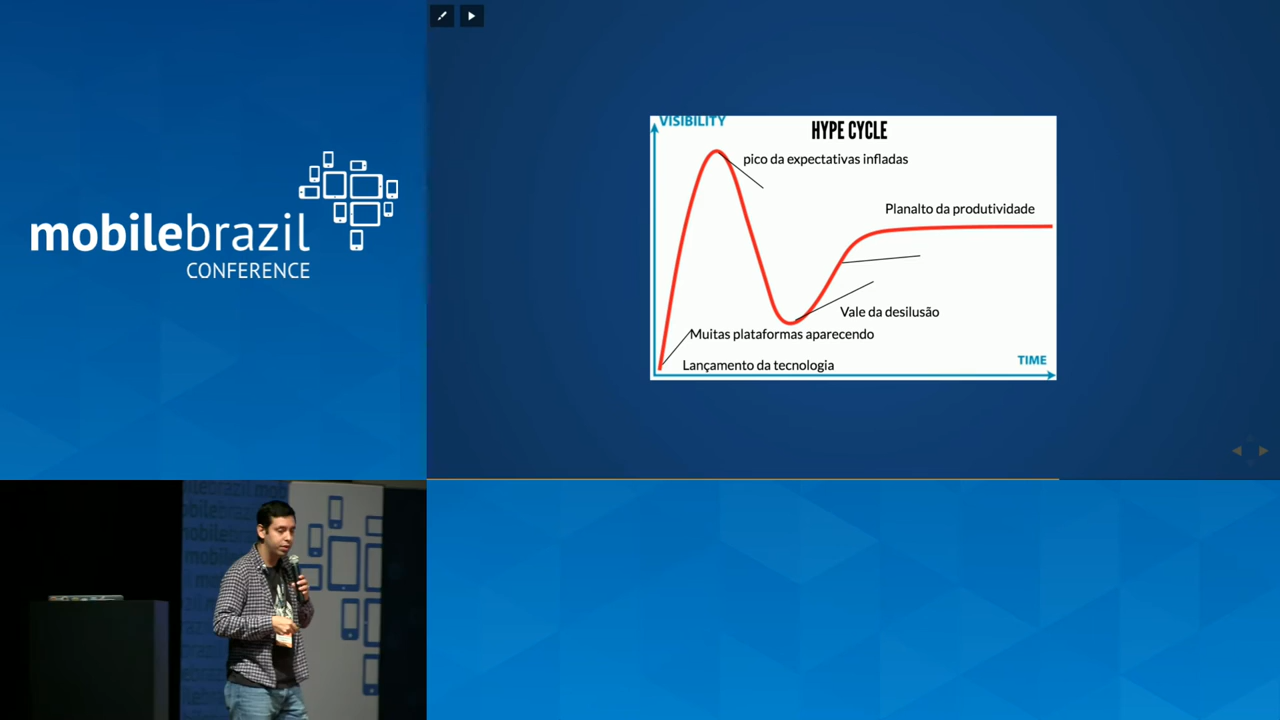 mobilebrazil
CONFERENCE
VISIBILITY
HYPE CYCLE
pico da expectativas infladas
Planalto da produtividade
Vale da desilusão
Muitas plataformas aparecendo
TIME
Lançamento da tecnologia
mobilebrazil